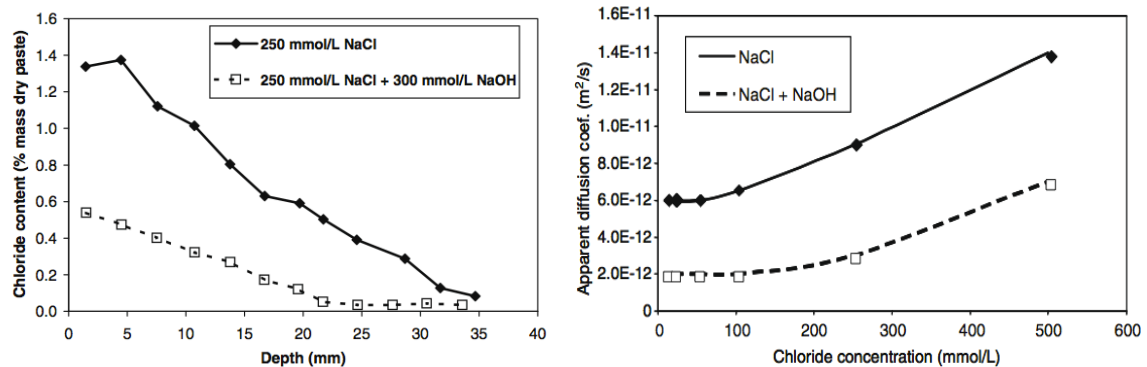 Chloride content (% mass dry paste)
1.6
1.4
1.2
1.0
0.8
0.6
0.4
0.2
0.0
250 mmol/L NaCl
250 mmol/L NaCl + 300 mmol/L NaOH
0 5 10 15 20 25 30 35 40
Depth (mm)
Apparent diffusion coef. (m²/s)
1.6E-11
1.4E-11
1.2E-11
1.0E-11
8.0E-12
6.0E-12
4.0E-12
2.0E-12
0
NaCl
NaCl + NaOH
0 100 200 300 400 500 600
Chloride concentration (mmol/L)